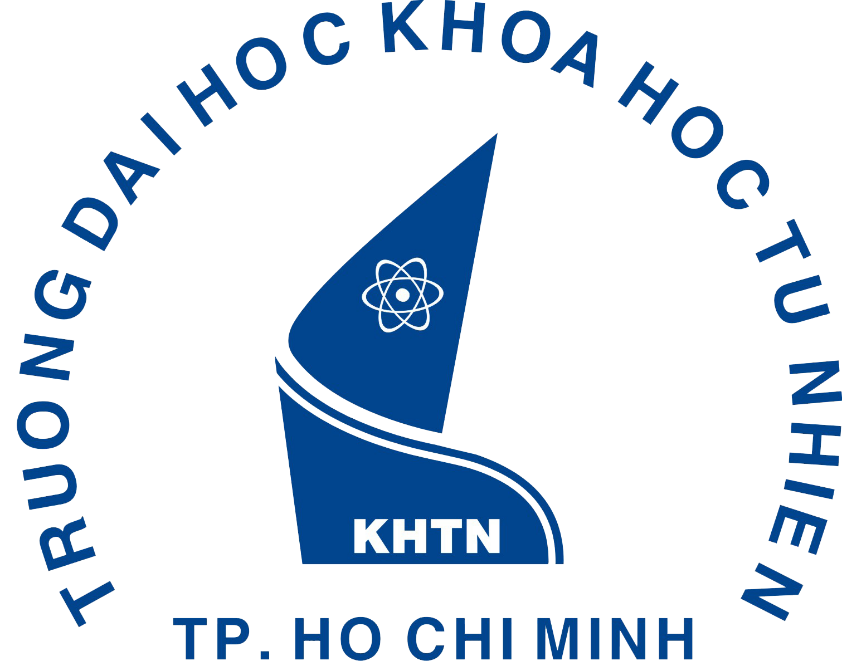 TRUONG DAI HOC KHOA HOC TU NHIEN
KHTN
TP. HO CHI MINH